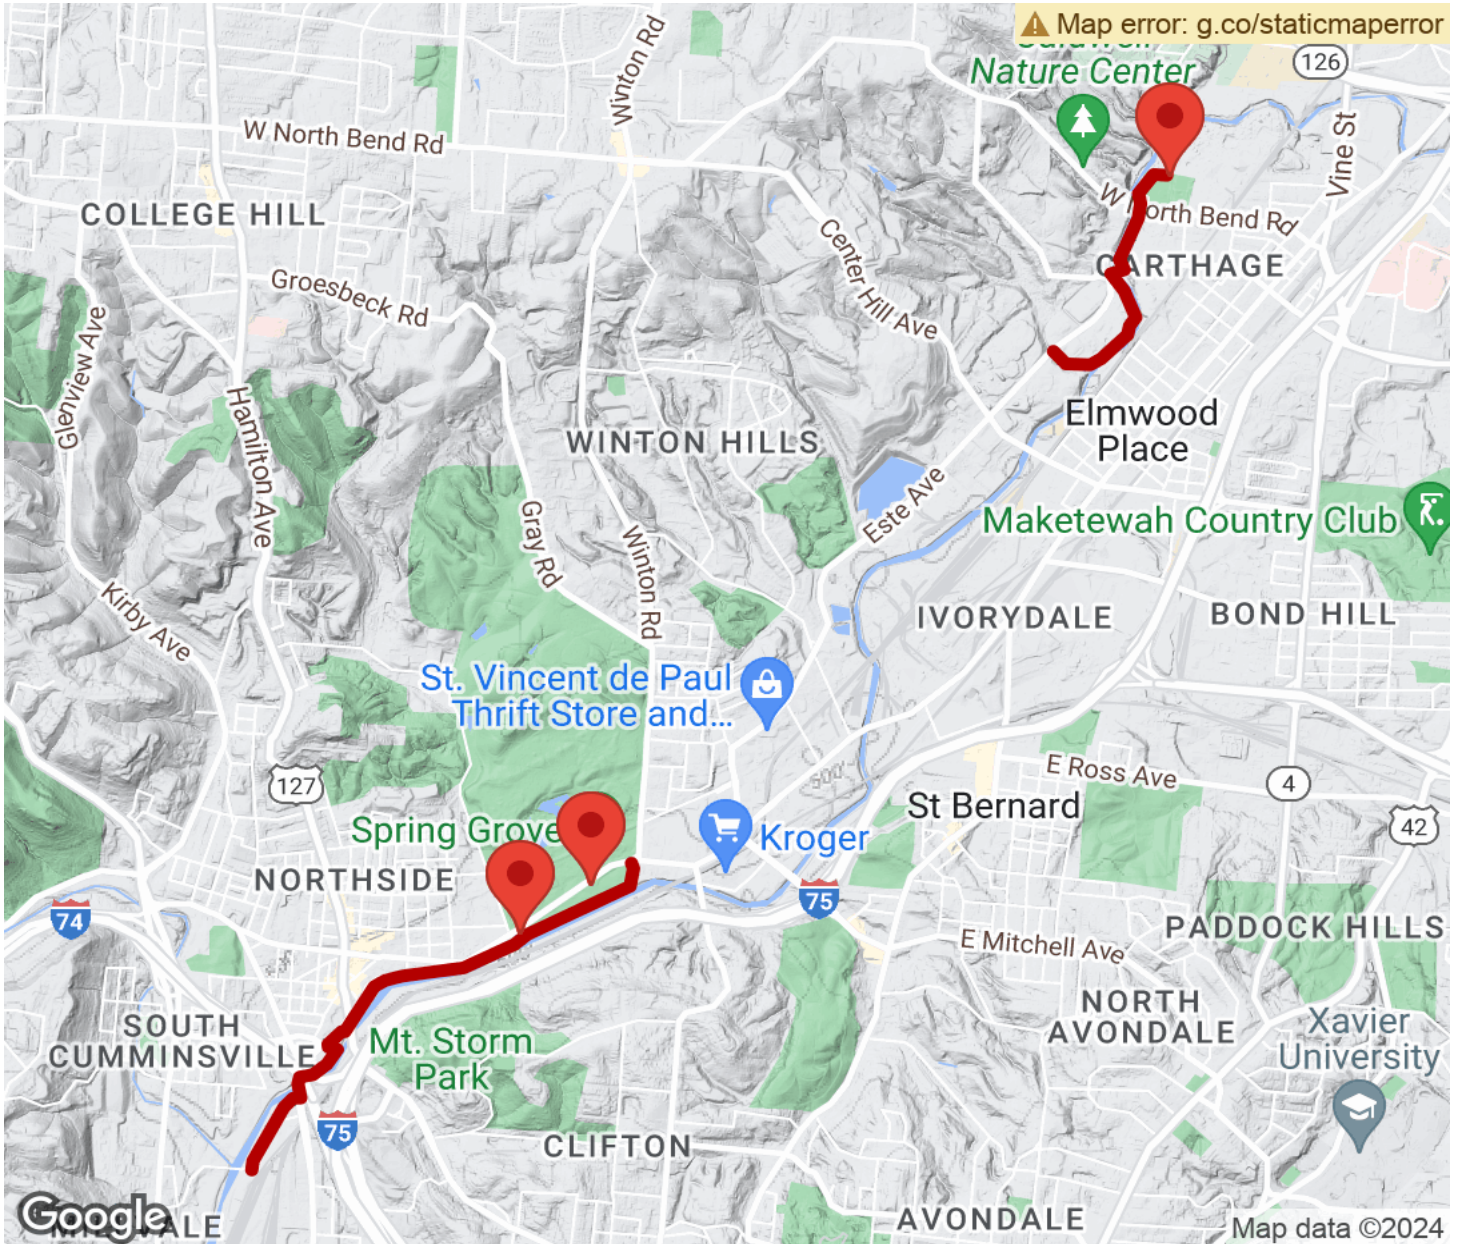 Map error: g.co/staticmaperror
Nature Center
126
Winton Rd
W North Bend Rd
Vine St
COLLEGE HILL
W North Bend Rd
CARTHAGE
Center Hill Ave
Groesbeck Rd
Glenview Ave
Hamilton Ave
Elmwood
Place
WINTON HILLS
Este Ave
Gray Rd
Winton Rd
Maketewah Country Club
Kirby Ave
IVORYDALE
BOND HILL
St. Vincent de Paul
Thrift Store and...
127
E Ross Ave
4
42
St Bernard
Spring Grove
Kroger
NORTHSIDE
75
74
PADDOCK HILLS
E Mitchell Ave
NORTH
AVONDALE
SOUTH
CUMMINSVILLE
Mt. Storm
Park
Xavier
University
75
CLIFTON
AVONDALE
Google
Map data ©2024